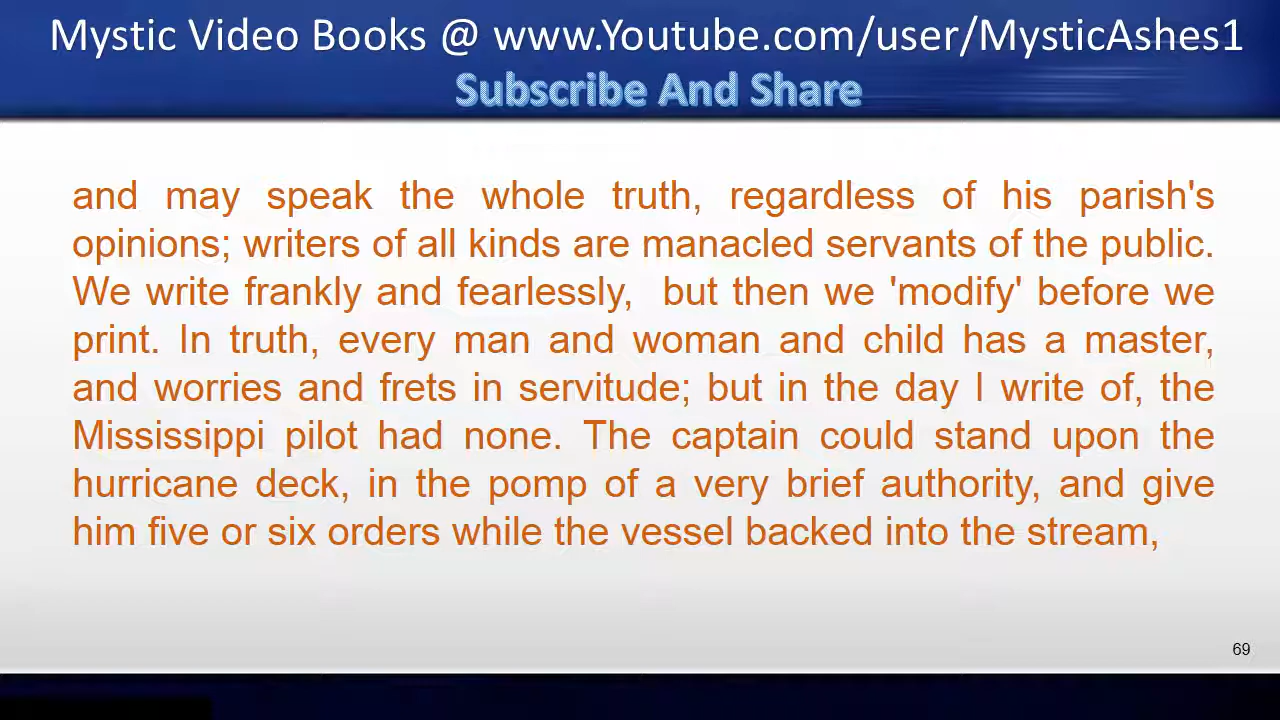 Mystic Video Books @ www.Youtube.com/user/MysticAshes1
Subscribe And Share
and may speak the whole truth, regardless of his parish's
opinions; writers of all kinds are manacled servants of the public.
We write frankly and fearlessly,  but then we 'modify' before we
print. In truth, every man and woman and child has a master,
and worries and frets in servitude; but in the day I write of, the
Mississippi pilot had none. The captain could stand upon the
hurricane deck, in the pomp of a very brief authority, and give
him five or six orders while the vessel backed into the stream,
69